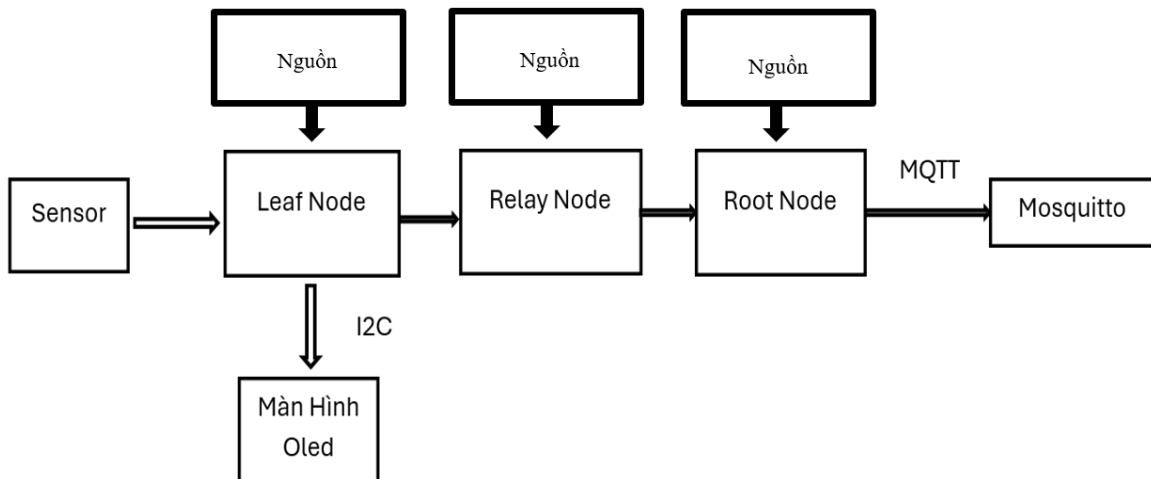 Nguồn
Nguồn
Nguồn
Sensor
Leaf Node
Relay Node
Root Node
MQTT
Mosquitto
I2C
Màn Hình
Oled